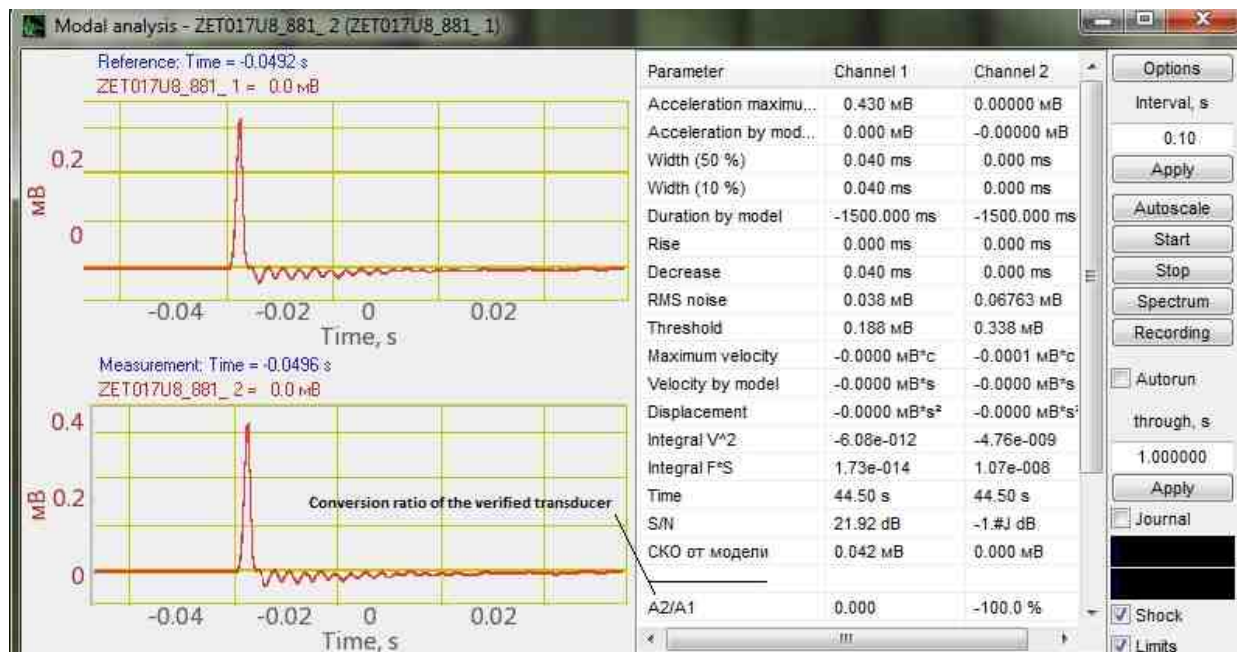 Modal analysis - ZET017U8_881_ 2 (ZET017U8_881_ 1)
Reference: Time = -0.0492 s
ZET017U8_881_ 1 = 0.0 мВ
0.2
мВ
0
-0.04 -0.02 0 0.02
Time, s
Measurement: Time = -0.0496 s
ZET017U8_881_ 2 = 0.0 мВ
0.4
мВ 0.2
0
-0.04 -0.02 0 0.02
Time, s
Conversion ratio of the verified transducer
Parameter Channel 1 Channel 2
Acceleration maximu... 0.430 мВ 0.00000 мВ
Acceleration by mod... 0.000 мВ -0.00000 мВ
Width (50 %) 0.040 ms 0.000 ms
Width (10 %) 0.040 ms 0.000 ms
Duration by model -1500.000 ms -1500.000 ms
Rise 0.000 ms 0.000 ms
Decrease 0.040 ms 0.000 ms
RMS noise 0.038 мВ 0.06763 мВ
Threshold 0.188 мВ 0.338 мВ
Maximum velocity -0.0000 мВ*с -0.0001 мВ*с
Velocity by model -0.0000 мВ*s -0.0000 мВ*s
Displacement -0.0000 мВ*s² -0.0000 мВ*s²
Integral V^2 -6.08e-012 -4.76e-009
Integral F*S 1.73e-014 1.07e-008
Time 44.50 s 44.50 s
S/N 21.92 dB -1.#J dB
СКО от модели 0.042 мВ 0.000 мВ
A2/A1 0.000 -100.0 %
Options
Interval, s
0.10
Apply
Autoscale
Start
Stop
Spectrum
Recording
Autorun
through, s
1.000000
Apply
Journal
Shock
Limits